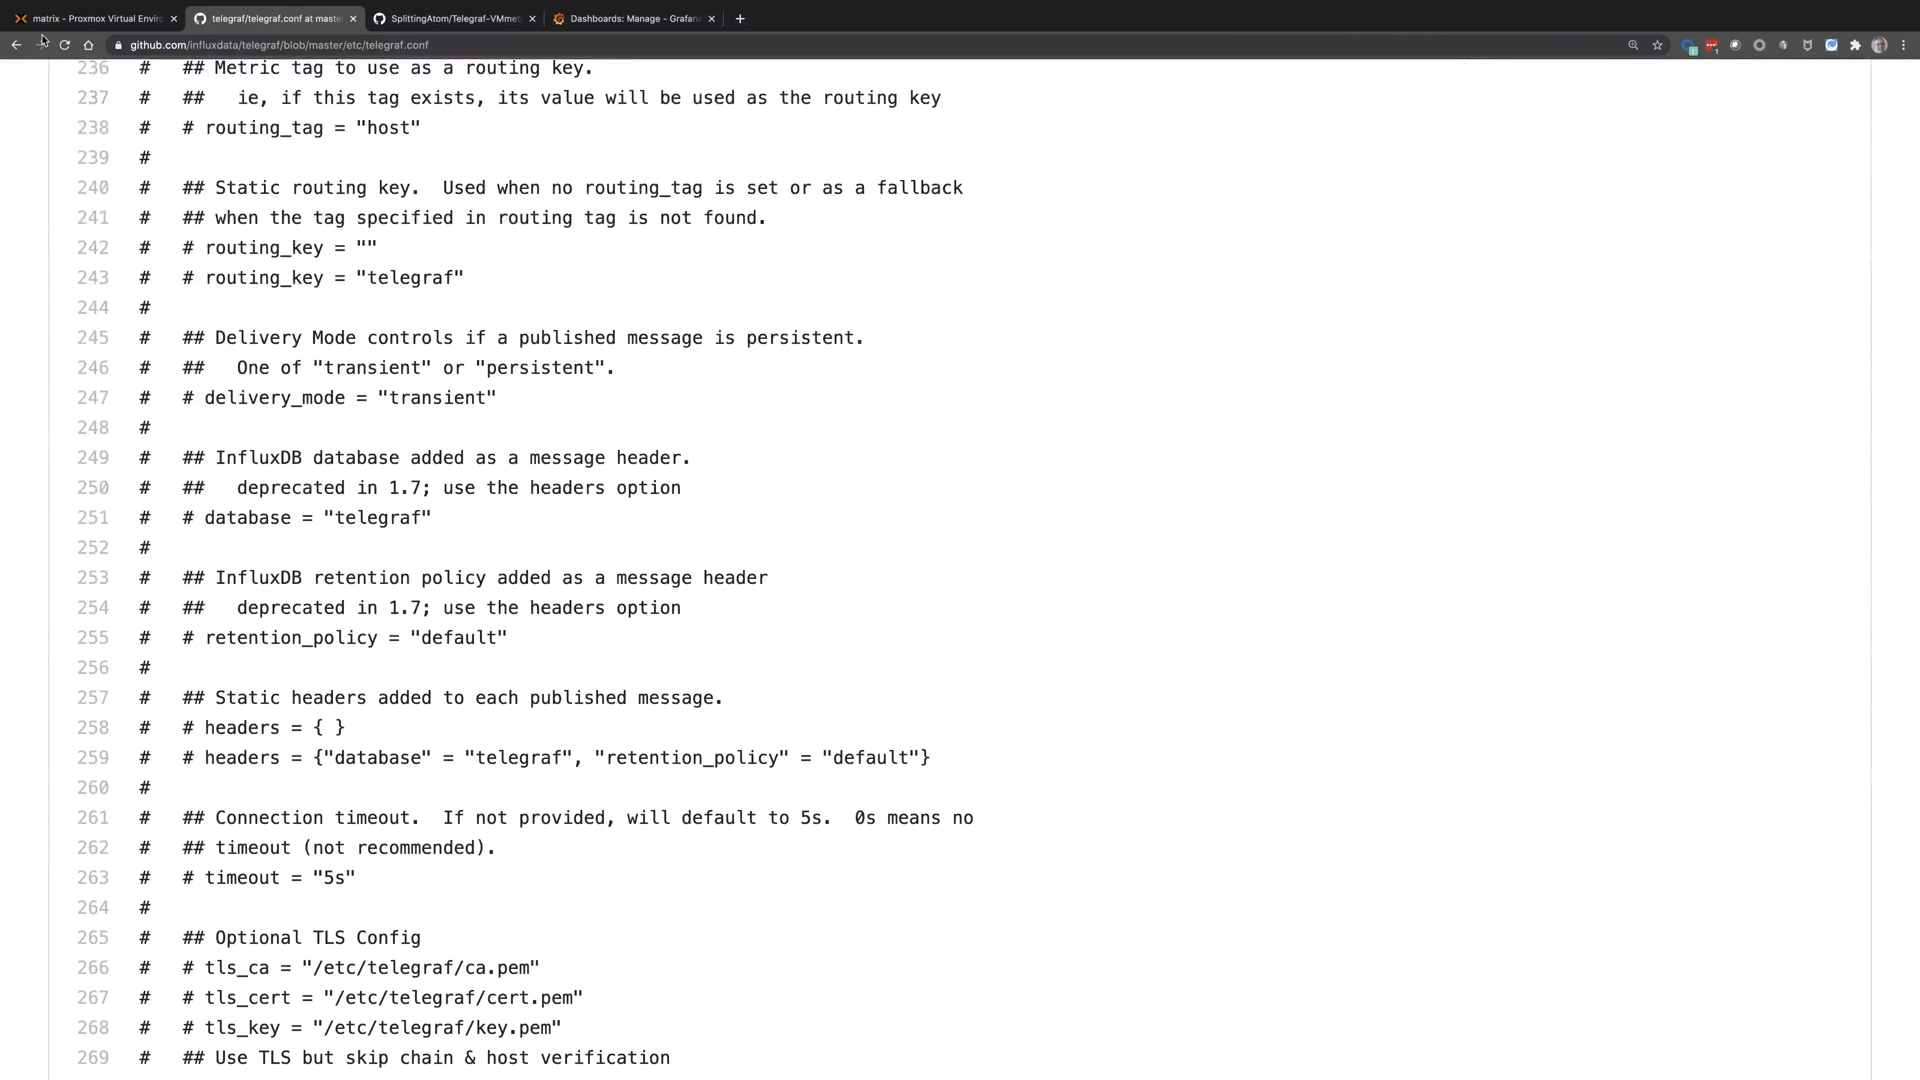 matrix - Proxmox Virtual Enviro
telegraf/telegraf.conf at maste
SplittingAtom/Telegraf-VMmet
Dashboards: Manage - Grafana
github.com/influxdata/telegraf/blob/master/etc/telegraf.conf
236 #   ## Metric tag to use as a routing key.
237 #   ##   ie, if this tag exists, its value will be used as the routing key
238 #   # routing_tag = "host"
239 #
240 #   ## Static routing key.  Used when no routing_tag is set or as a fallback
241 #   ## when the tag specified in routing tag is not found.
242 #   # routing_key = ""
243 #   # routing_key = "telegraf"
244 #
245 #   ## Delivery Mode controls if a published message is persistent.
246 #   ##   One of "transient" or "persistent".
247 #   # delivery_mode = "transient"
248 #
249 #   ## InfluxDB database added as a message header.
250 #   ##   deprecated in 1.7; use the headers option
251 #   # database = "telegraf"
252 #
253 #   ## InfluxDB retention policy added as a message header
254 #   ##   deprecated in 1.7; use the headers option
255 #   # retention_policy = "default"
256 #
257 #   ## Static headers added to each published message.
258 #   # headers = { }
259 #   # headers = {"database" = "telegraf", "retention_policy" = "default"}
260 #
261 #   ## Connection timeout.  If not provided, will default to 5s.  0s means no
262 #   ## timeout (not recommended).
263 #   # timeout = "5s"
264 #
265 #   ## Optional TLS Config
266 #   # tls_ca = "/etc/telegraf/ca.pem"
267 #   # tls_cert = "/etc/telegraf/cert.pem"
268 #   # tls_key = "/etc/telegraf/key.pem"
269 #   ## Use TLS but skip chain & host verification